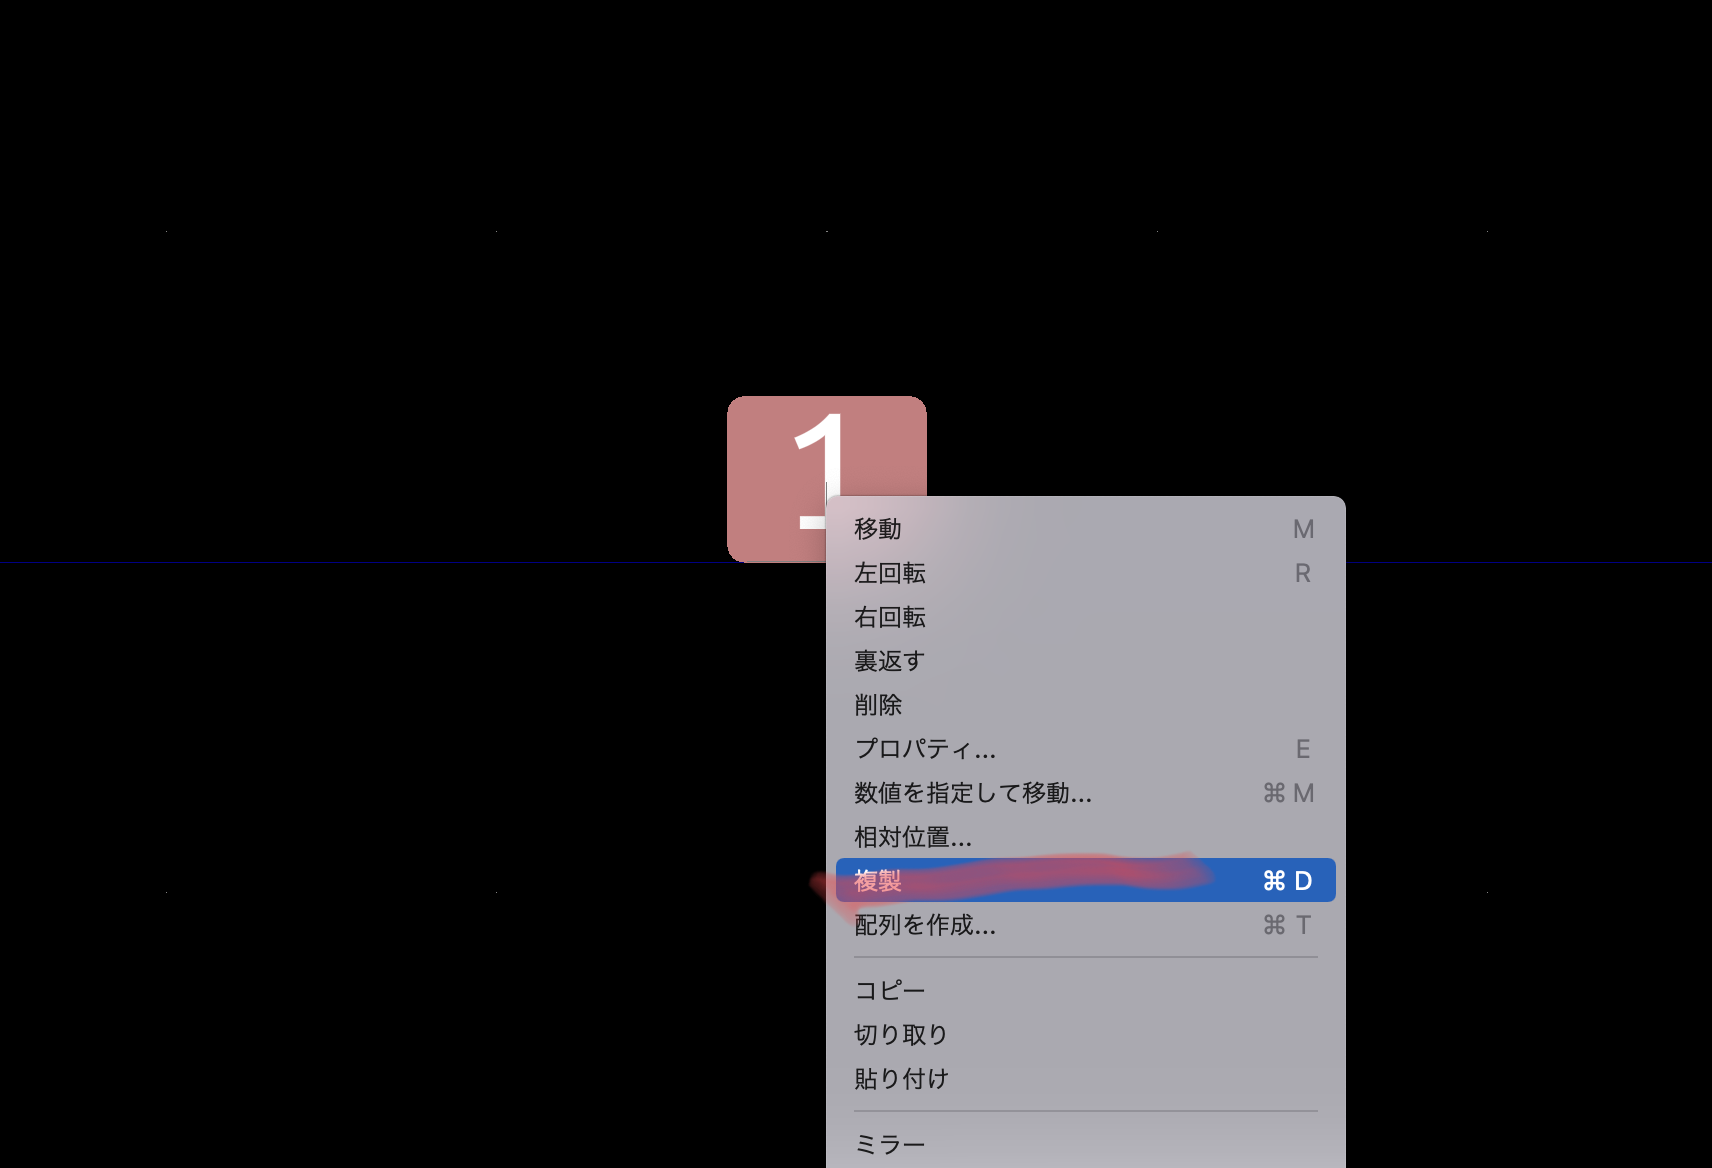 1
移動 M
左回転 R
右回転
裏返す
削除
プロパティ... E
数値を指定して移動... ⌘ M
相対位置...
複製 ⌘ D
配列を作成... ⌘ T
コピー
切り取り
貼り付け
ミラー